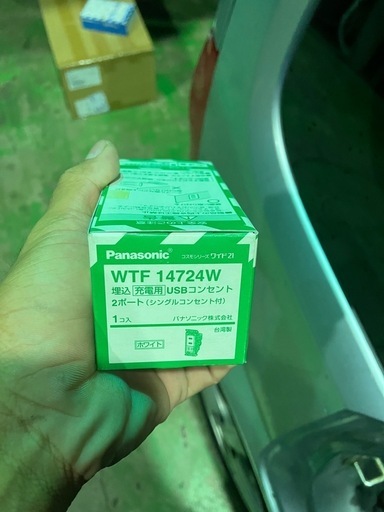 Panasonic コスモシリーズワイド21
WTF 14724W
埋込 充電用 USBコンセント
2ポート (シングルコンセント付)
1コ入 パナソニック株式会社
台湾製
ホワイト